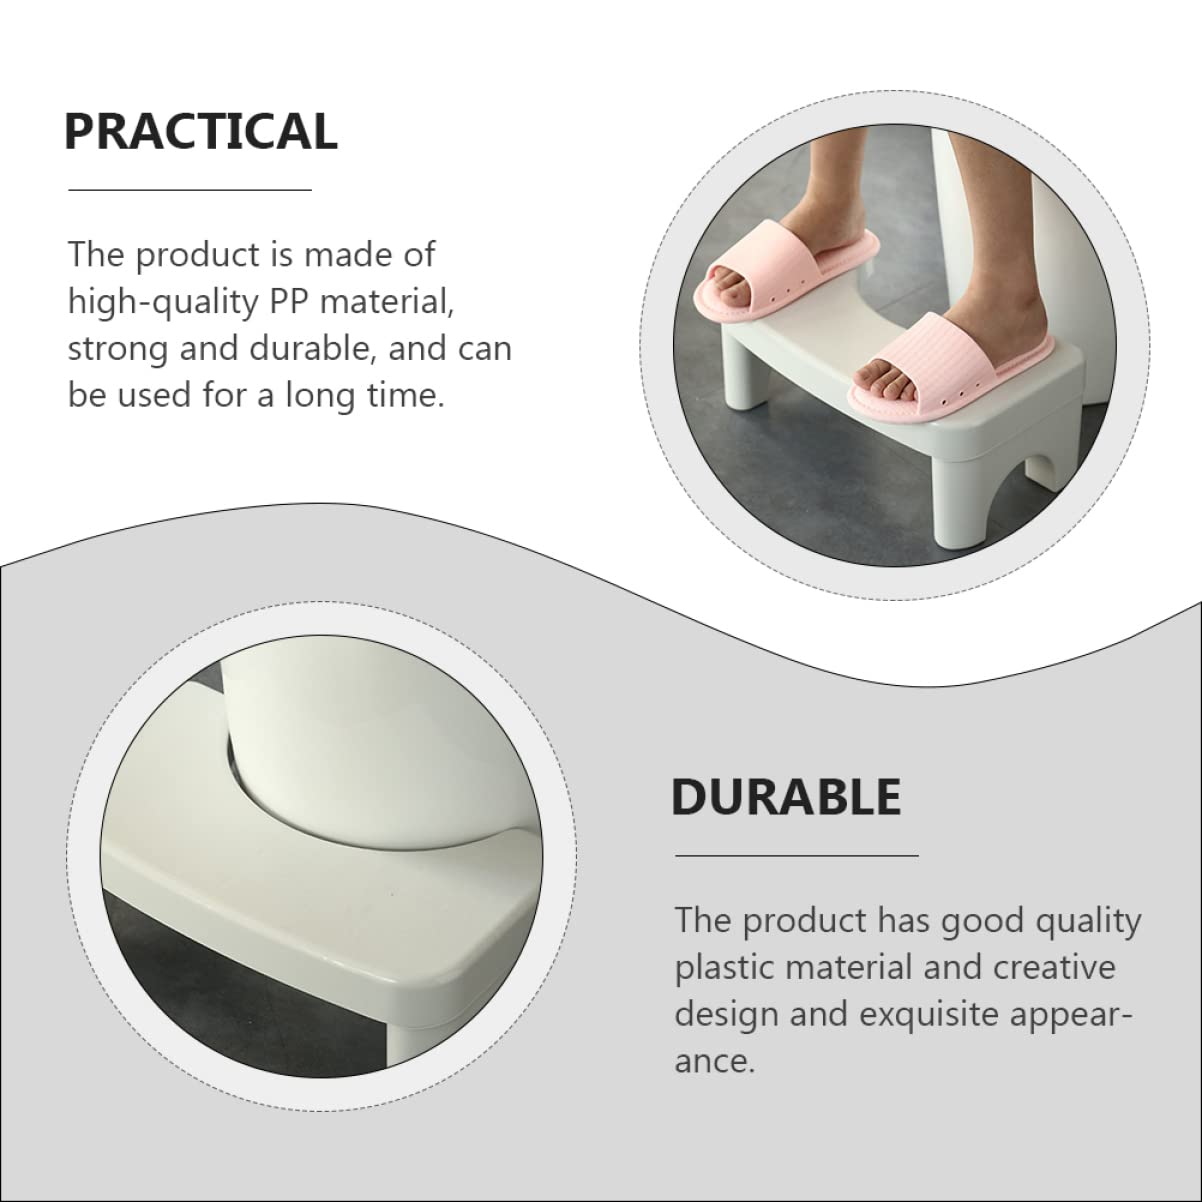 PRACTICAL
The product is made of
high-quality PP material,
strong and durable, and can
be used for a long time.
DURABLE
The product has good quality
plastic material and creative
design and exquisite appear-
ance.